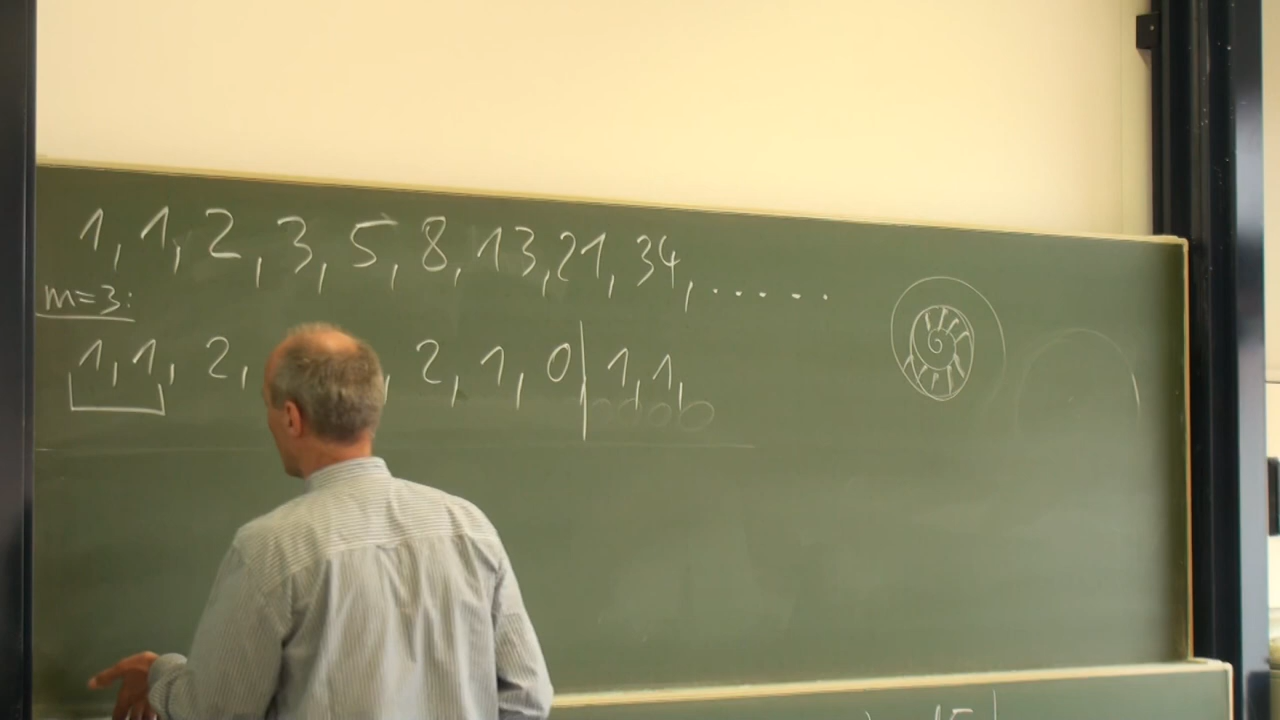 1, 1, 2, 3, 5, 8, 13, 21, 34, . . . . .
m=3:
1, 1, 2, , 2, 1, 0 | 1, 1,